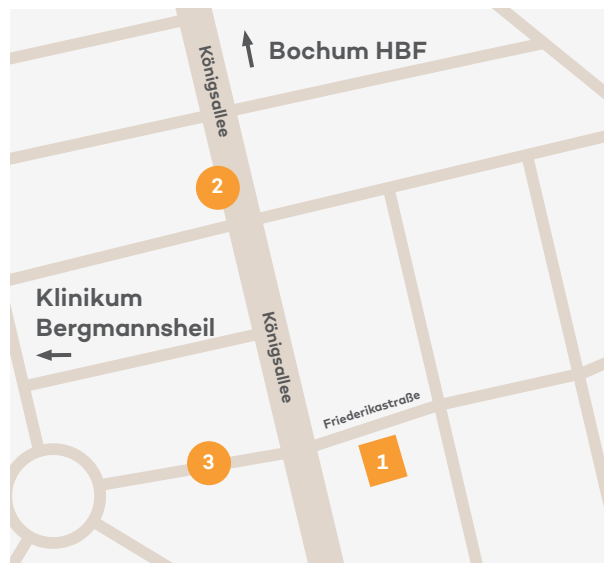 Bochum HBF
Königsallee
2
Klinikum
Bergmannsheil
Königsallee
Friederikastraße
3
1